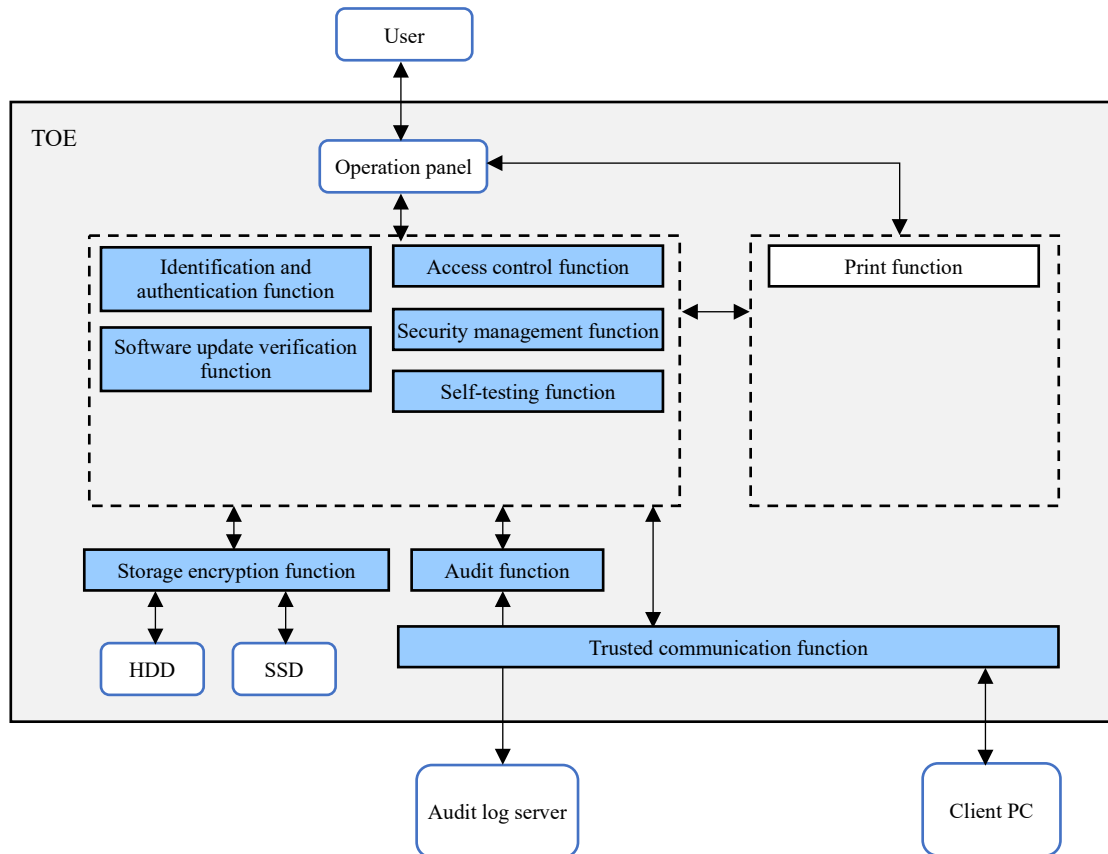 User
TOE
Operation panel
Identification and
authentication function
Access control function
Print function
Software update verification
function
Security management function
Self-testing function
Storage encryption function
Audit function
Trusted communication function
HDD
SSD
Audit log server
Client PC